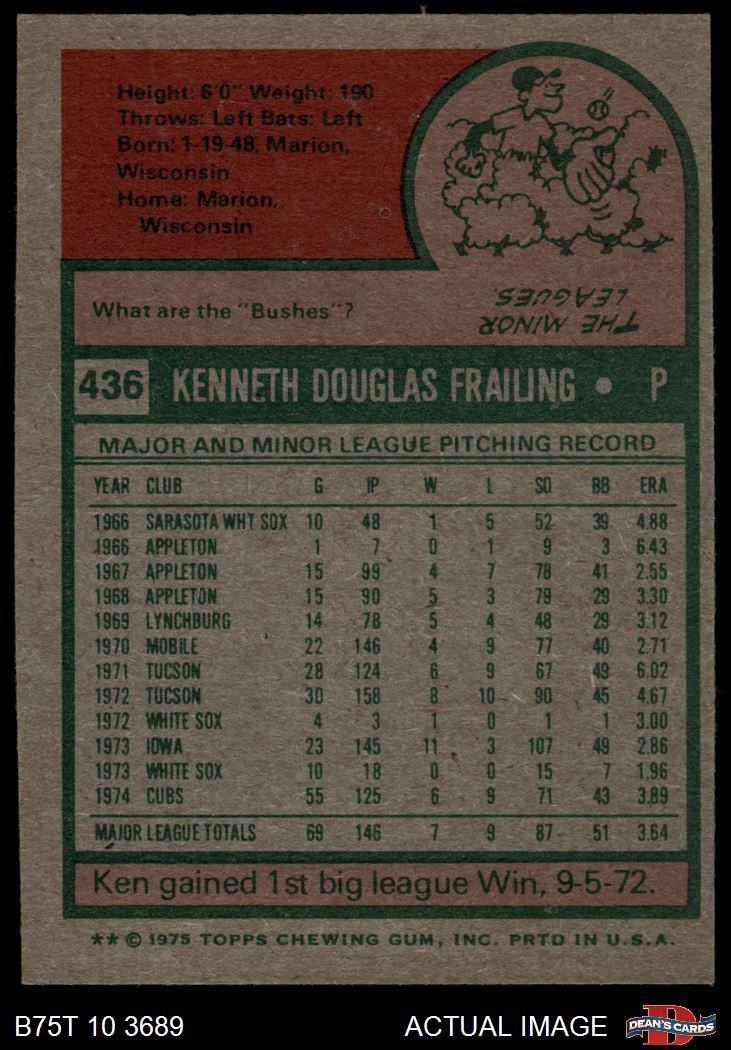 Height: 6'0" Weight: 190
Throws: Left Bats: Left
Born: 1-19-48, Marion,
Wisconsin
Home: Marion,
Wisconsin
What are the "Bushes"?
THE MINOR
LEAGUES.
436 KENNETH DOUGLAS FRAILING • P
MAJOR AND MINOR LEAGUE PITCHING RECORD
YEAR CLUB G IP W L SO BB ERA
1966 SARASOTA WHT SOX 10 48 1 5 52 39 4.88
1966 APPLETON 1 7 0 1 9 3 6.43
1967 APPLETON 15 99 4 7 78 41 2.55
1968 APPLETON 15 90 5 3 79 29 3.30
1969 LYNCHBURG 14 78 5 4 48 29 3.12
1970 MOBILE 22 146 4 9 77 40 2.71
1971 TUCSON 28 124 6 9 67 49 6.02
1972 TUCSON 30 158 8 10 90 45 4.67
1972 WHITE SOX 4 3 1 0 1 1 3.00
1973 IOWA 23 145 11 3 107 49 2.86
1973 WHITE SOX 10 18 0 0 15 7 1.96
1974 CUBS 55 125 6 9 71 43 3.89
MAJOR LEAGUE TOTALS 69 146 7 9 87 51 3.64
Ken gained 1st big league Win, 9-5-72.
** © 1975 TOPPS CHEWING GUM, INC. PRTD IN U.S.A.
B75T 10 3689 ACTUAL IMAGE D DEAN'S CARDS